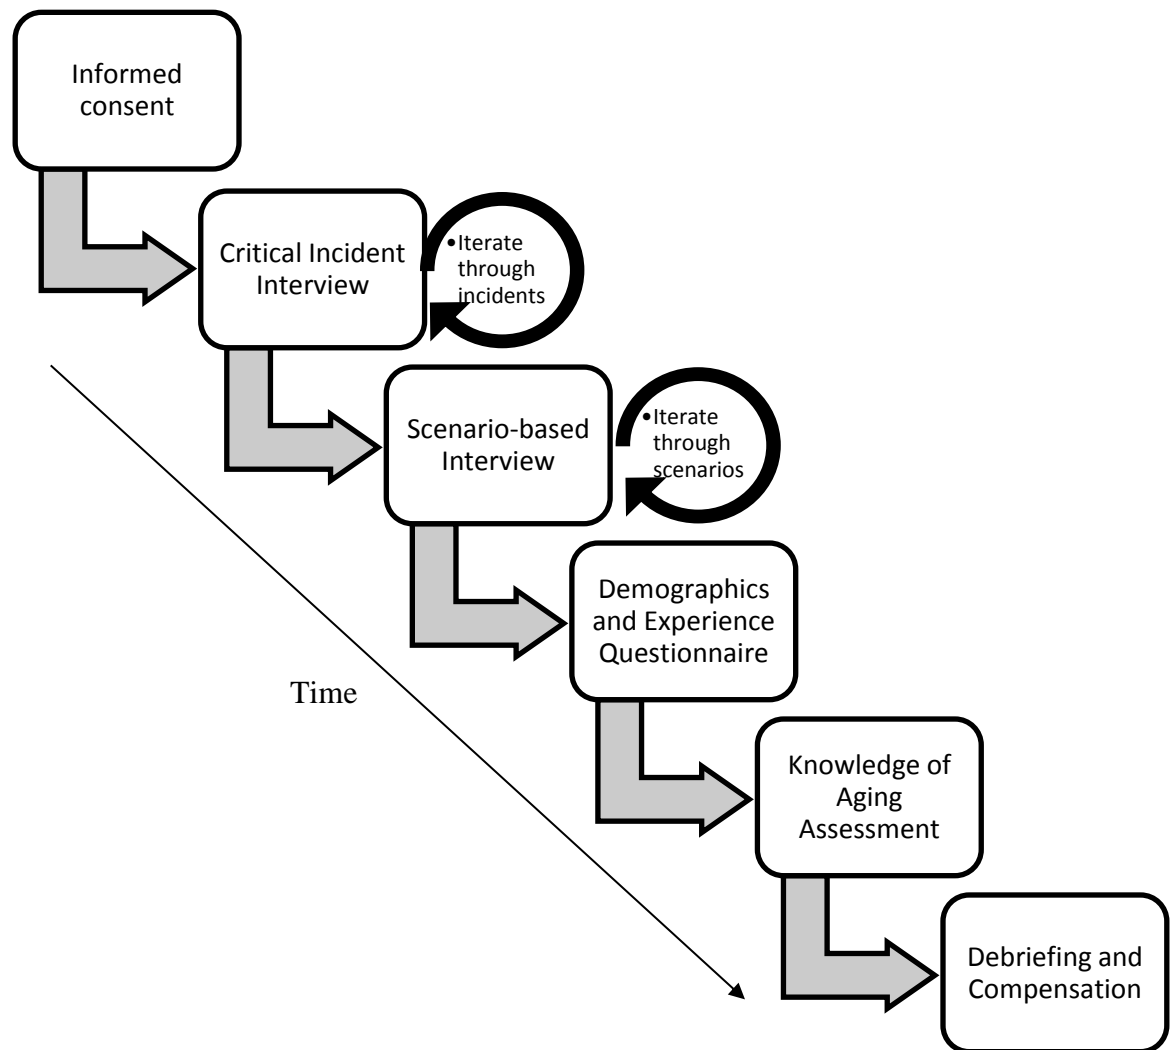 Informed
consent
Critical Incident
Interview
•Iterate
through
incidents
Scenario-based
Interview
•Iterate
through
scenarios
Demographics
and Experience
Questionnaire
Time
Knowledge of
Aging
Assessment
Debriefing and
Compensation